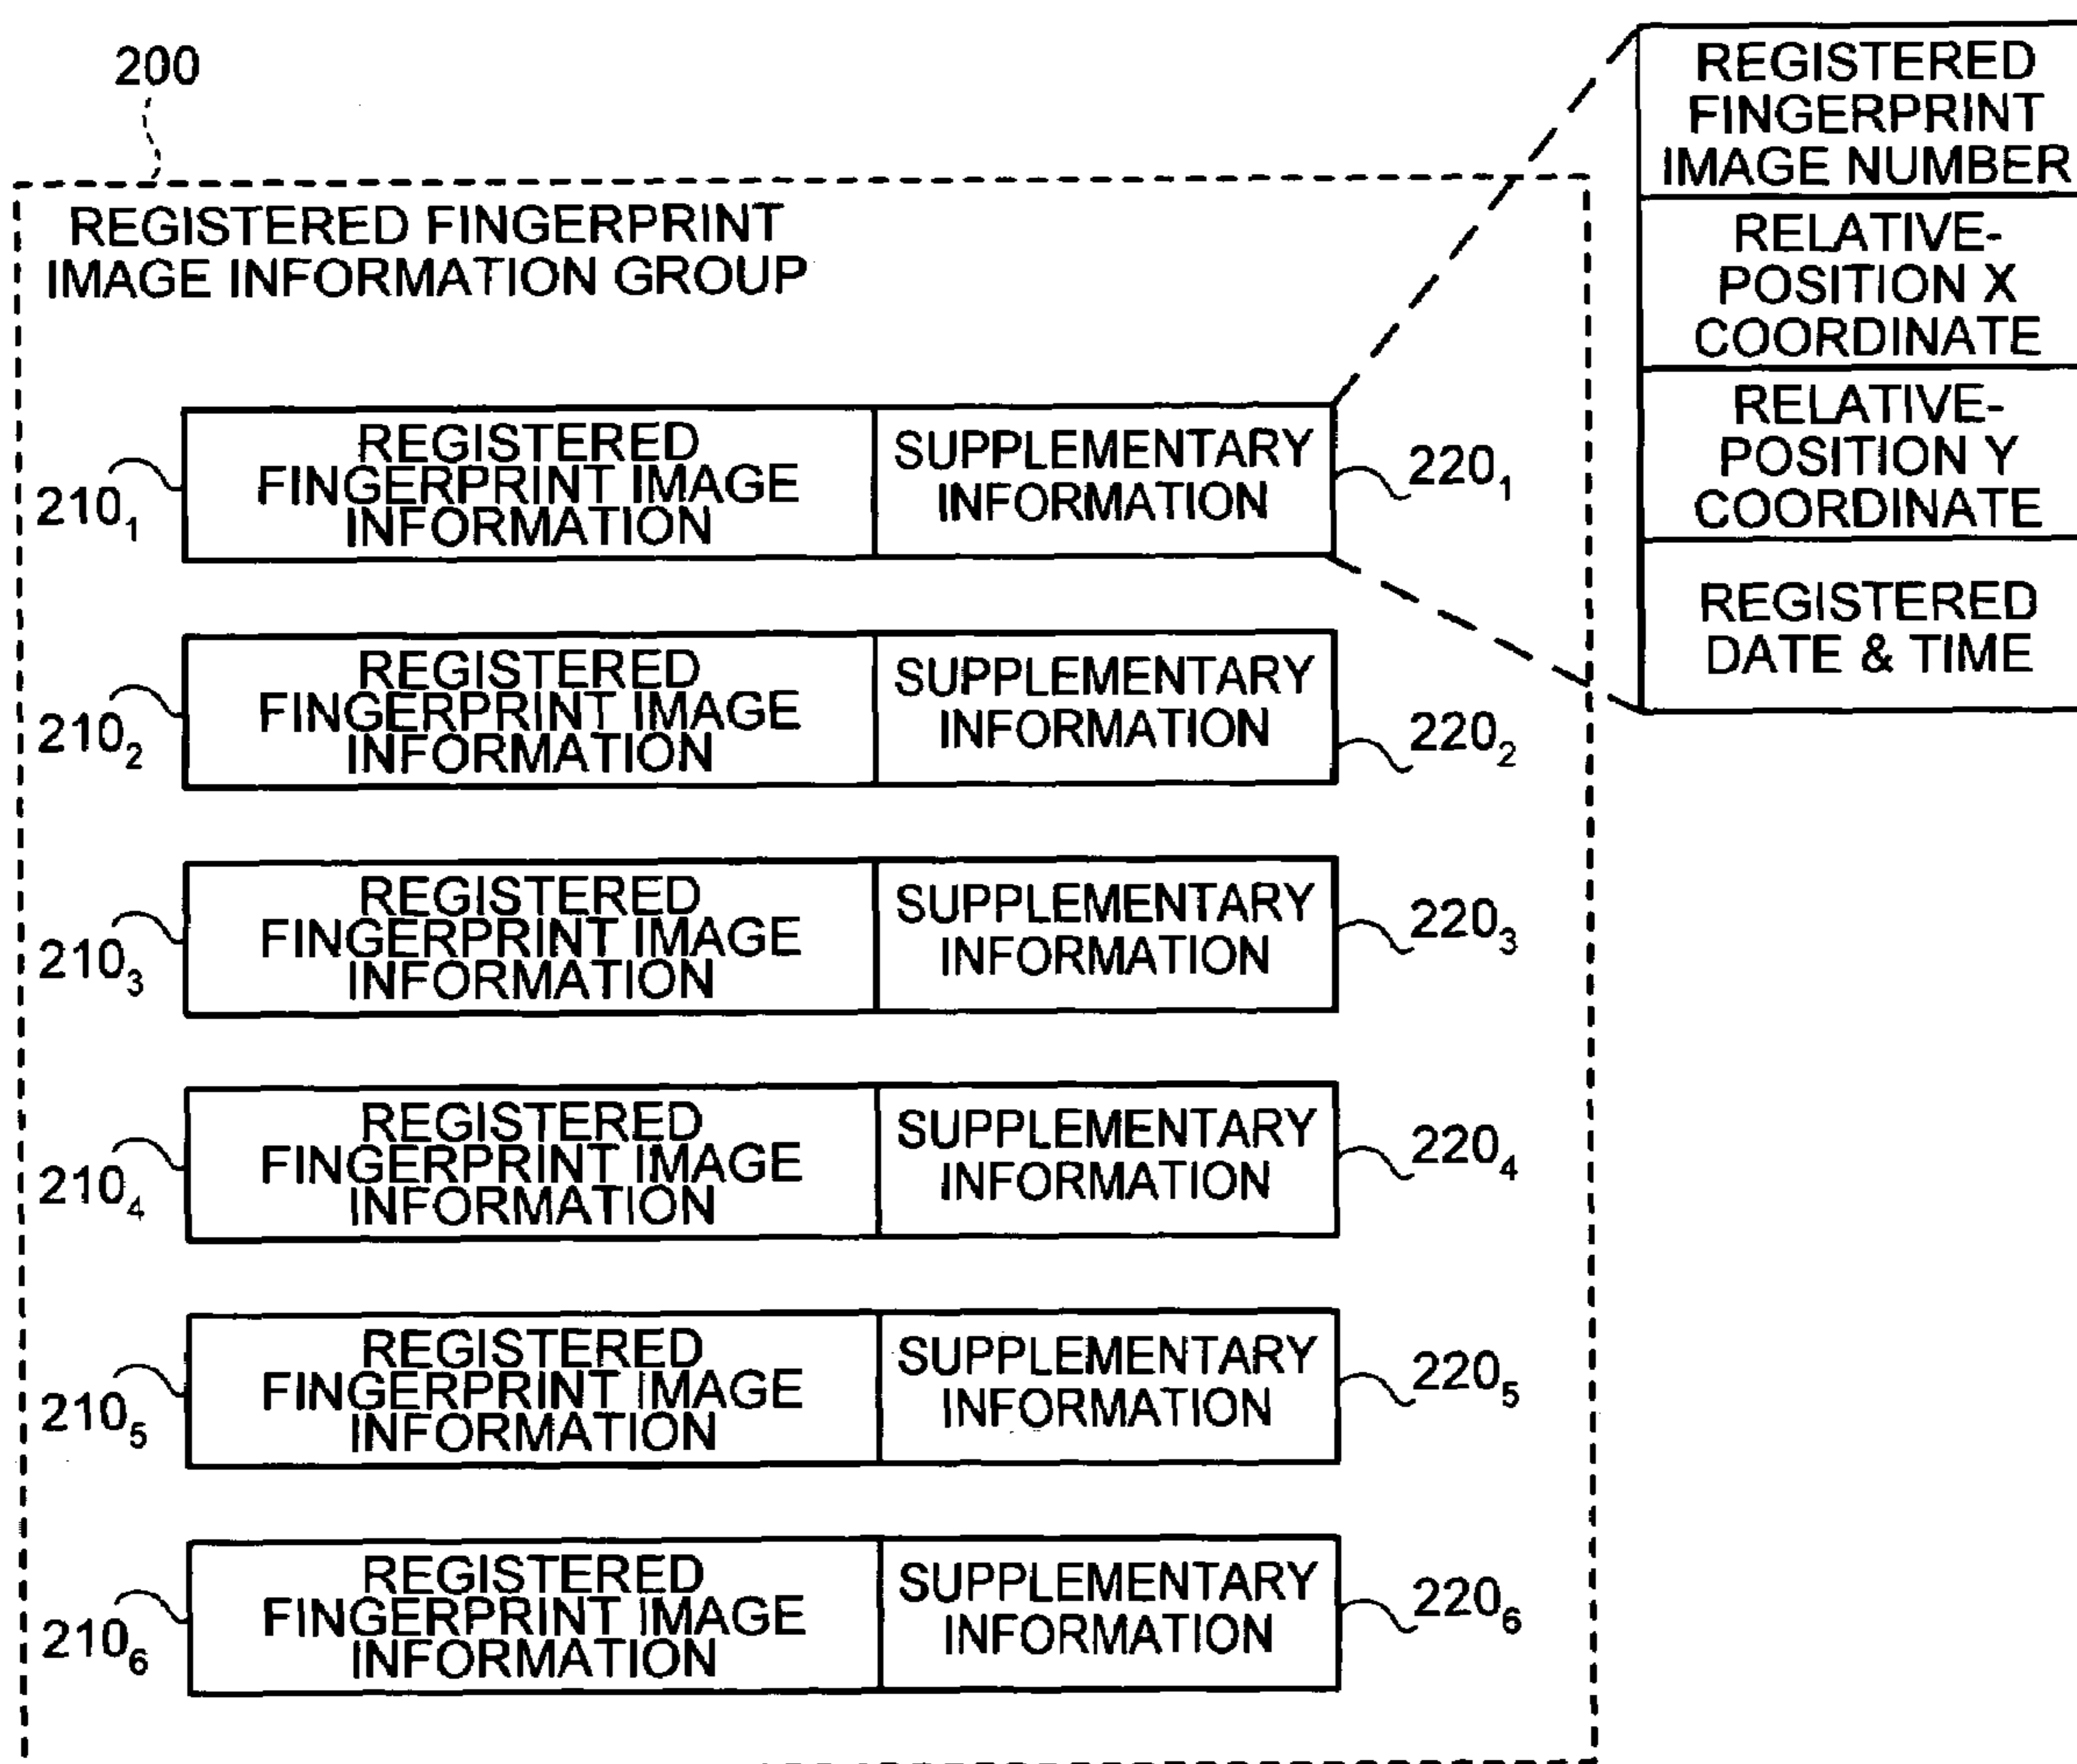 200
REGISTERED FINGERPRINT
IMAGE INFORMATION GROUP
210₁
REGISTERED
FINGERPRINT IMAGE
INFORMATION
SUPPLEMENTARY
INFORMATION
220₁
210₂
REGISTERED
FINGERPRINT IMAGE
INFORMATION
SUPPLEMENTARY
INFORMATION
220₂
210₃
REGISTERED
FINGERPRINT IMAGE
INFORMATION
SUPPLEMENTARY
INFORMATION
220₃
210₄
REGISTERED
FINGERPRINT IMAGE
INFORMATION
SUPPLEMENTARY
INFORMATION
220₄
210₅
REGISTERED
FINGERPRINT IMAGE
INFORMATION
SUPPLEMENTARY
INFORMATION
220₅
210₆
REGISTERED
FINGERPRINT IMAGE
INFORMATION
SUPPLEMENTARY
INFORMATION
220₆
REGISTERED
FINGERPRINT
IMAGE NUMBER
RELATIVE-
POSITION X
COORDINATE
RELATIVE-
POSITION Y
COORDINATE
REGISTERED
DATE & TIME